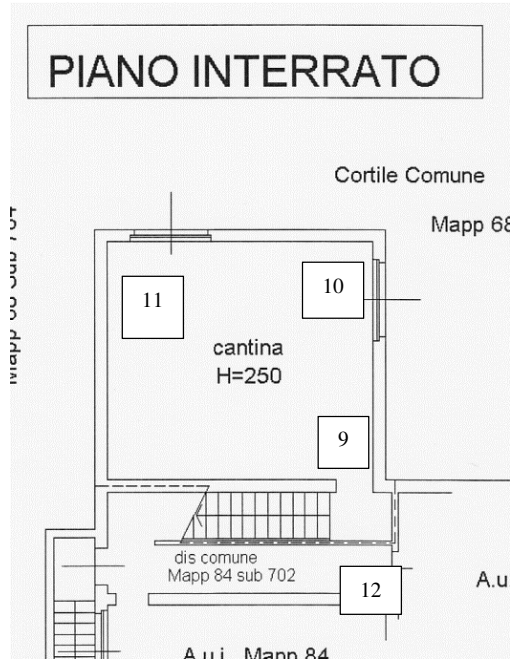 PIANO INTERRATO
Cortile Comune
Mapp 68
11
10
cantina
H=250
9
dis comune
Mapp 84 sub 702
12
A.u.
A.u.i. Mapp 84